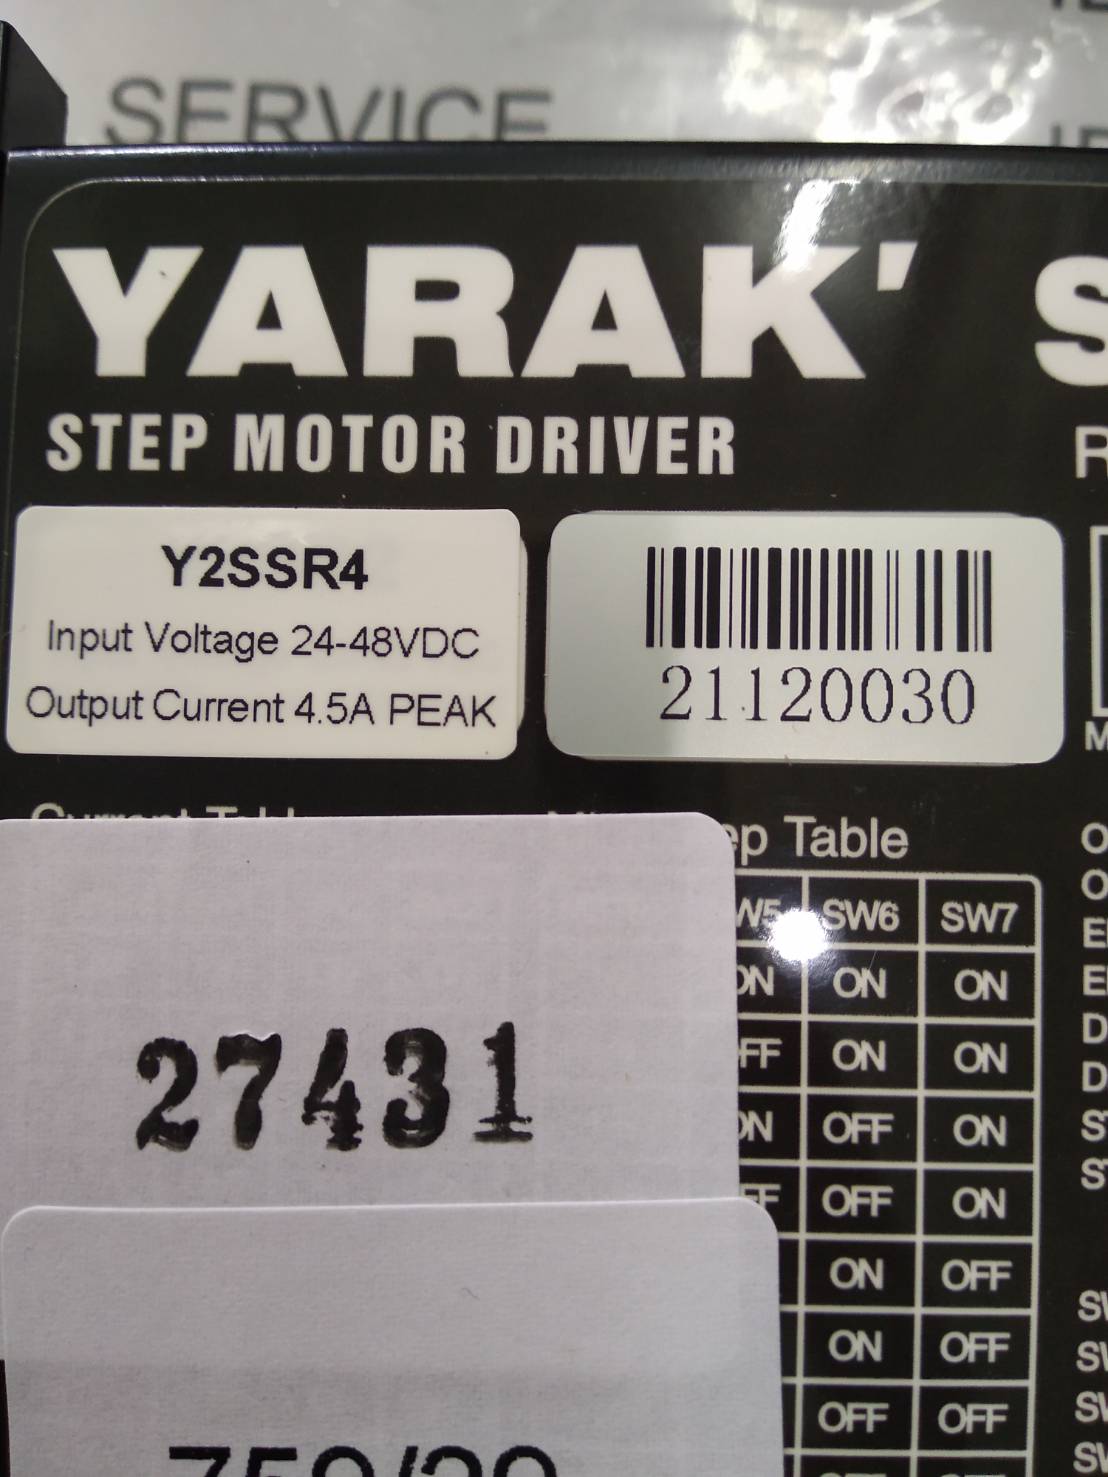 SERVICE
YARAK' S
STEP MOTOR DRIVER
Y2SSR4
Input Voltage 24-48VDC
Output Current 4.5A PEAK
21120030
Table
SW6 SW7
ON ON
ON ON
OFF ON
OFF ON
ON OFF
ON OFF
OFF OFF
27431